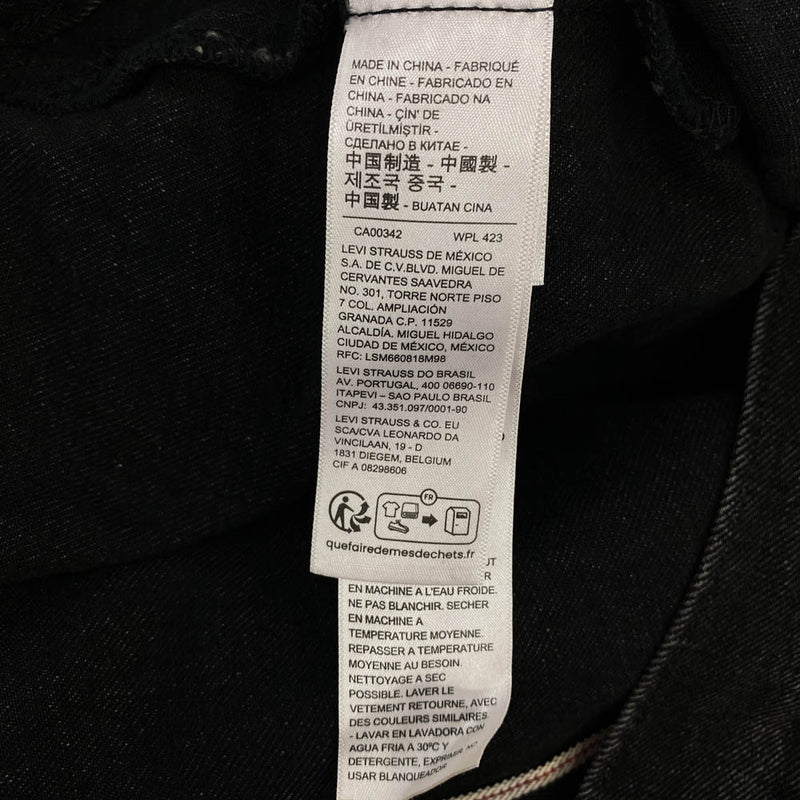 MADE IN CHINA - FABRIQUÉ
EN CHINE - FABRICADO EN
CHINA - FABRICADO NA
CHINA - ÇİN' DE
ÜRETİLMİŞTİR -
СДЕЛАНО В КИТАЕ -
中国制造 - 中國製 -
제조국 중국 -
中国製 - BUATAN CINA
CA00342 WPL 423
LEVI STRAUSS DE MÉXICO
S.A. DE C.V.BLVD. MIGUEL DE
CERVANTES SAAVEDRA
NO. 301, TORRE NORTE PISO
7 COL. AMPLIACIÓN
GRANADA C.P. 11529
ALCALDÍA. MIGUEL HIDALGO
CIUDAD DE MÉXICO, MÉXICO
RFC: LSM660818M98
LEVI STRAUSS DO BRASIL
AV. PORTUGAL, 400 06690-110
ITAPEVI – SAO PAULO BRASIL
CNPJ: 43.351.097/0001-90
LEVI STRAUSS & CO. EU
SCA/CVA LEONARDO DA
VINCILAAN, 19 - D
1831 DIEGEM, BELGIUM
CIF A 08298606
FR
quefairedemesdechets.fr
EN MACHINE A L'EAU FROIDE.
NE PAS BLANCHIR. SECHER
EN MACHINE A
TEMPERATURE MOYENNE.
REPASSER A TEMPERATURE
MOYENNE AU BESOIN.
NETTOYAGE A SEC
POSSIBLE. LAVER LE
VETEMENT RETOURNE, AVEC
DES COULEURS SIMILAIRES
- LAVAR EN LAVADORA CON
AGUA FRIA A 30ºC Y
DETERGENTE, EXPRIMIR, NO
USAR BLANQUEADOR